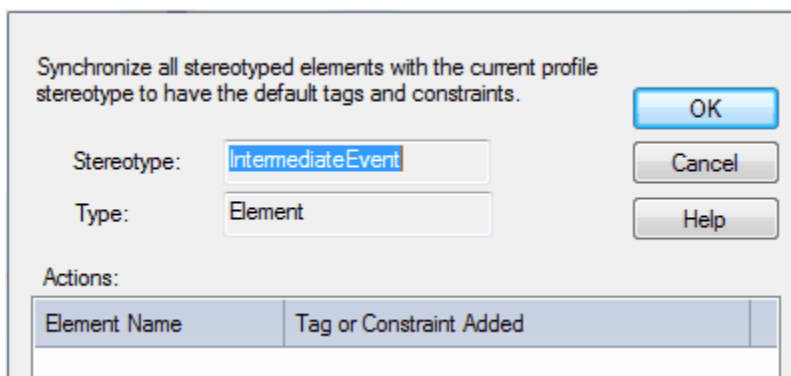 Synchronize all stereotyped elements with the current profile
stereotype to have the default tags and constraints.
OK
Stereotype: IntermediateEvent
Cancel
Type: Element
Help
Actions:
Element Name Tag or Constraint Added